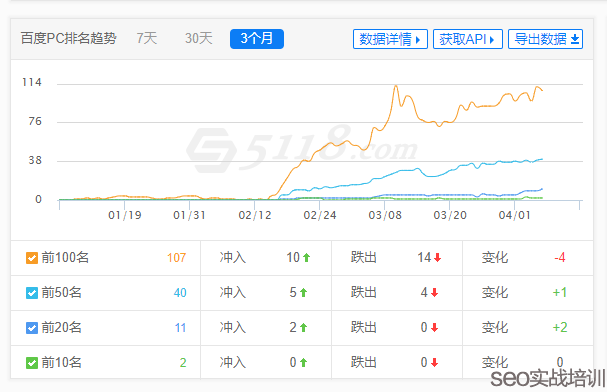 百度PC排名趋势 7天 30天 3个月 数据详情 获取API 导出数据
114
76
38
0
5118.com
01/19 01/31 02/12 02/24 03/08 03/20 04/01
前100名 107 冲入 10 跌出 14 变化 -4
前50名 40 冲入 5 跌出 4 变化 +1
前20名 11 冲入 2 跌出 0 变化 +2
前10名 2 冲入 0 跌出 0 变化 0
seo实战培训